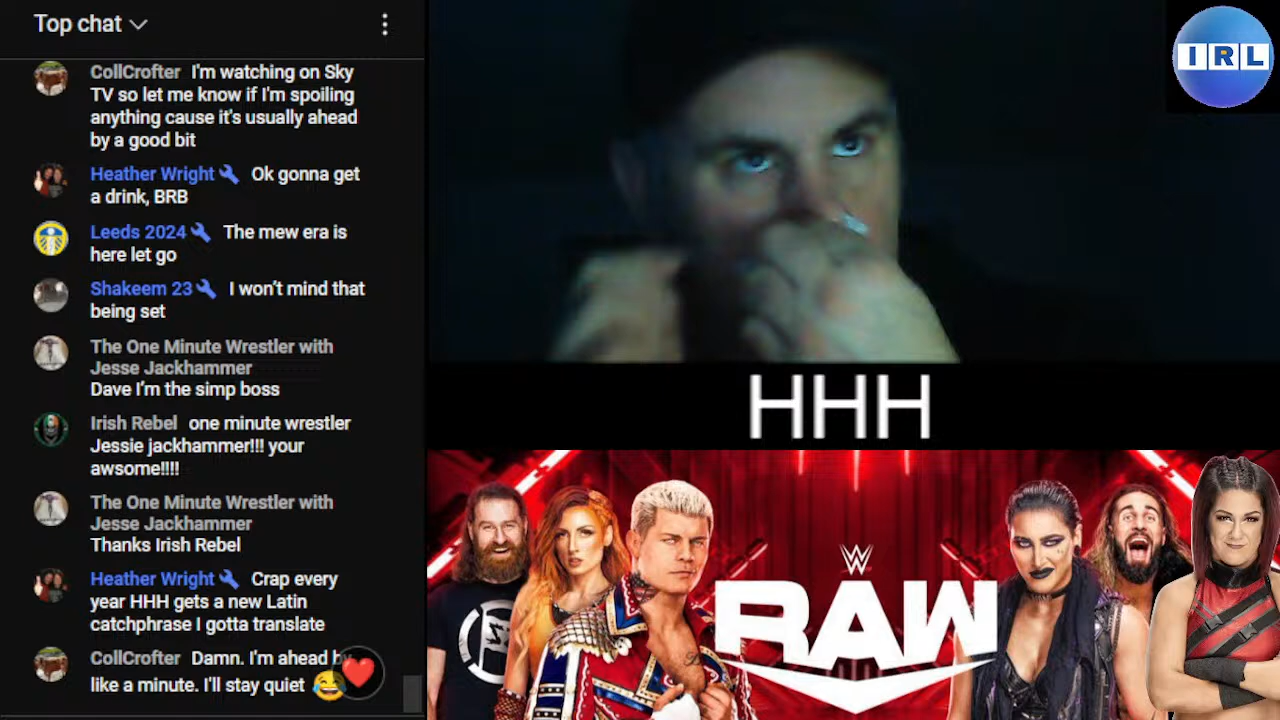 Top chat
CollCrofter I'm watching on Sky
TV so let me know if I'm spoiling
anything cause it's usually ahead
by a good bit
Heather Wright Ok gonna get
a drink, BRB
Leeds 2024 The mew era is
here let go
Shakeem 23 I won't mind that
being set
The One Minute Wrestler with
Jesse Jackhammer
Dave I'm the simp boss
Irish Rebel one minute wrestler
Jessie jackhammer!!! your
awsome!!!!
The One Minute Wrestler with
Jesse Jackhammer
Thanks Irish Rebel
Heather Wright Crap every
year HHH gets a new Latin
catchphrase I gotta translate
CollCrofter Damn. I'm ahead by
like a minute. I'll stay quiet
IRL
HHH
W
RAW